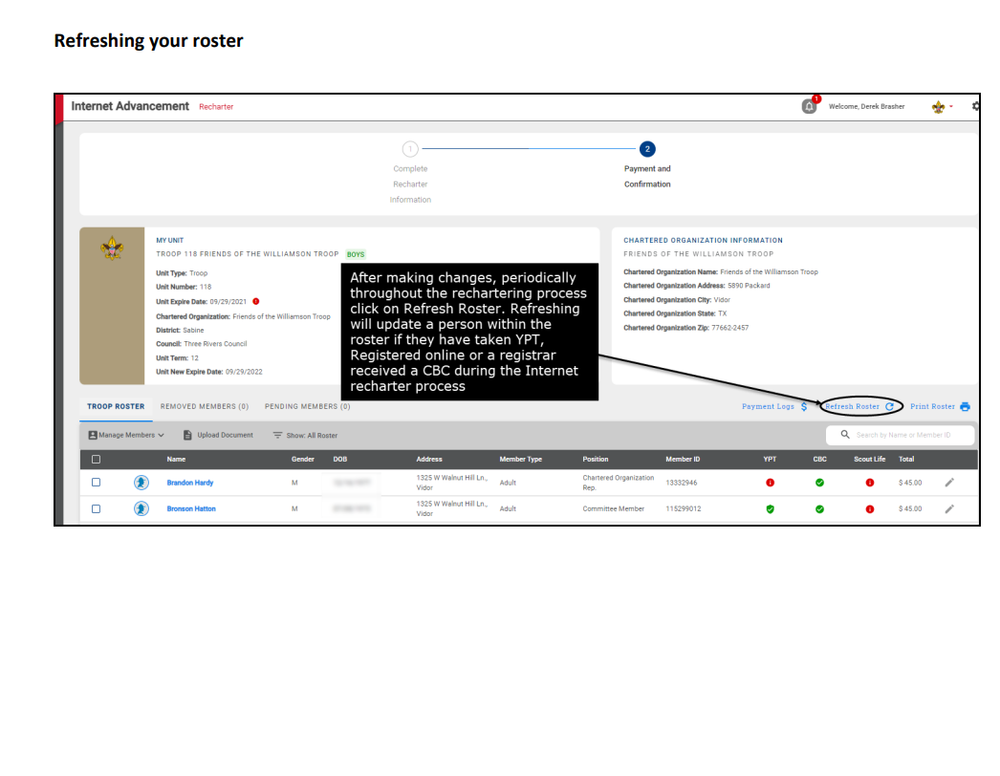 Refreshing your roster
Internet Advancement Recharter
1
Welcome, Derek Brasher
1
2
Complete
Recharter
Information
Payment and
Confirmation
MY UNIT
TROOP 118 FRIENDS OF THE WILLIAMSON TROOP BOYS
Unit Type: Troop
Unit Number: 118
Unit Expire Date: 09/29/2021
Chartered Organization: Friends of the Williamson Troop
District: Sabine
Council: Three Rivers Council
Unit Term: 12
Unit New Expire Date: 09/29/2022
CHARTERED ORGANIZATION INFORMATION
FRIENDS OF THE WILLIAMSON TROOP
Chartered Organization Name: Friends of the Williamson Troop
Chartered Organization Address: 5890 Packard
Chartered Organization City: Vidor
Chartered Organization State: TX
Chartered Organization Zip: 77662-2457
After making changes, periodically
throughout the rechartering process
click on Refresh Roster. Refreshing
will update a person within the
roster if they have taken YPT,
Registered online or a registrar
received a CBC during the Internet
recharter process
TROOP ROSTER REMOVED MEMBERS (0) PENDING MEMBERS (0) Payment Logs $ Refresh Roster Print Roster
Manage Members Upload Document Show: All Roster Search by Name or Member ID
Name Gender DOB Address Member Type Position Member ID YPT CBC Scout Life Total
Brandon Hardy M 1325 W Walnut Hill Ln., Vidor Adult Chartered Organization Rep. 13332946 $ 45.00
Bronson Hatton M 1325 W Walnut Hill Ln., Vidor Adult Committee Member 115299012 $ 45.00